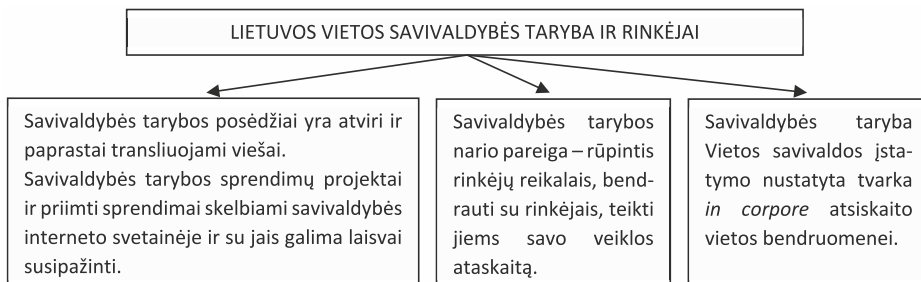 LIETUVOS VIETOS SAVIVALDYBĖS TARYBA IR RINKĖJAI
Savivaldybės tarybos posėdžiai yra atviri ir
paprastai transliuojami viešai.
Savivaldybės tarybos sprendimų projektai
ir priimti sprendimai skelbiami savivaldybės
interneto svetainėje ir su jais galima laisvai
susipažinti.
Savivaldybės tarybos
nario pareiga – rūpintis
rinkėjų reikalais, bend-
rauti su rinkėjais, teikti
jiems savo veiklos
ataskaitą.
Savivaldybės taryba
Vietos savivaldos įsta-
tymo nustatyta tvarka
in corpore atsiskaito
vietos bendruomenei.